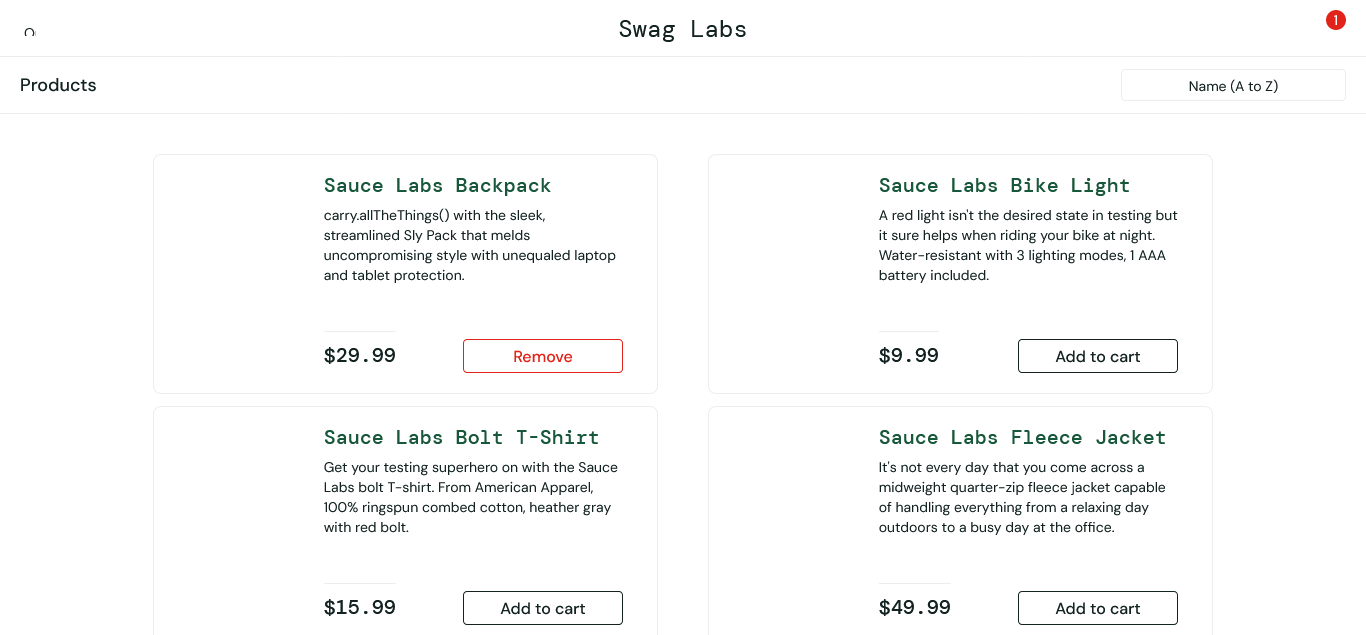 Swag Labs
1
Products
Name (A to Z)
Sauce Labs Backpack
carry.allTheThings() with the sleek,
streamlined Sly Pack that melds
uncompromising style with unequaled laptop
and tablet protection.
$29.99
Remove
Sauce Labs Bike Light
A red light isn't the desired state in testing but
it sure helps when riding your bike at night.
Water-resistant with 3 lighting modes, 1 AAA
battery included.
$9.99
Add to cart
Sauce Labs Bolt T-Shirt
Get your testing superhero on with the Sauce
Labs bolt T-shirt. From American Apparel,
100% ringspun combed cotton, heather gray
with red bolt.
$15.99
Add to cart
Sauce Labs Fleece Jacket
It's not every day that you come across a
midweight quarter-zip fleece jacket capable
of handling everything from a relaxing day
outdoors to a busy day at the office.
$49.99
Add to cart